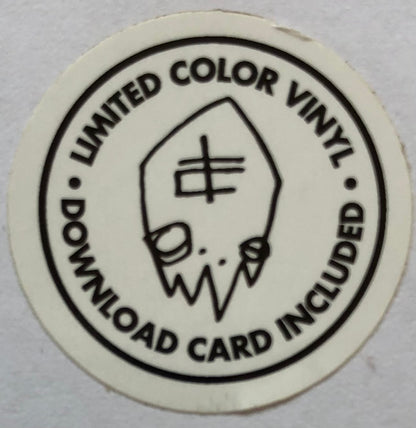 • LIMITED COLOR VINYL •
DOWNLOAD CARD INCLUDED